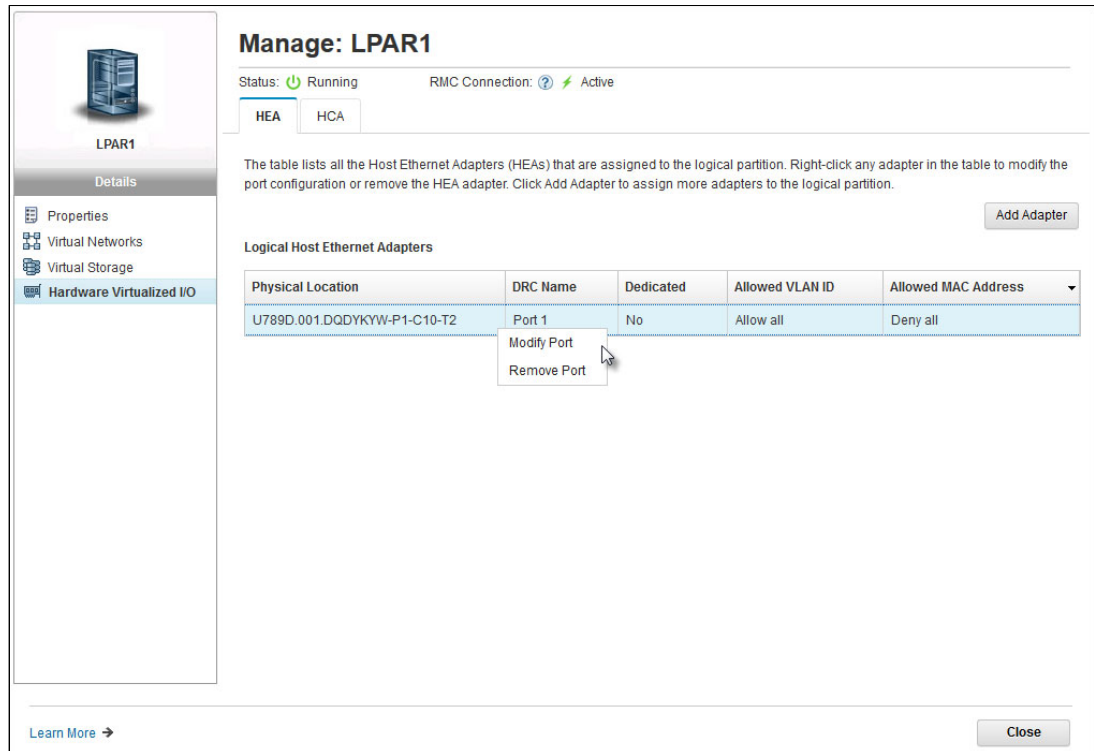 Manage: LPAR1
Status: Running RMC Connection: ? Active
HEA HCA
LPAR1
Details
Properties
Virtual Networks
Virtual Storage
Hardware Virtualized I/O
The table lists all the Host Ethernet Adapters (HEAs) that are assigned to the logical partition. Right-click any adapter in the table to modify the
port configuration or remove the HEA adapter. Click Add Adapter to assign more adapters to the logical partition.
Add Adapter
Logical Host Ethernet Adapters
Physical Location DRC Name Dedicated Allowed VLAN ID Allowed MAC Address
U789D.001.DQDYKYW-P1-C10-T2 Port 1 No Allow all Deny all
Modify Port
Remove Port
Learn More
Close